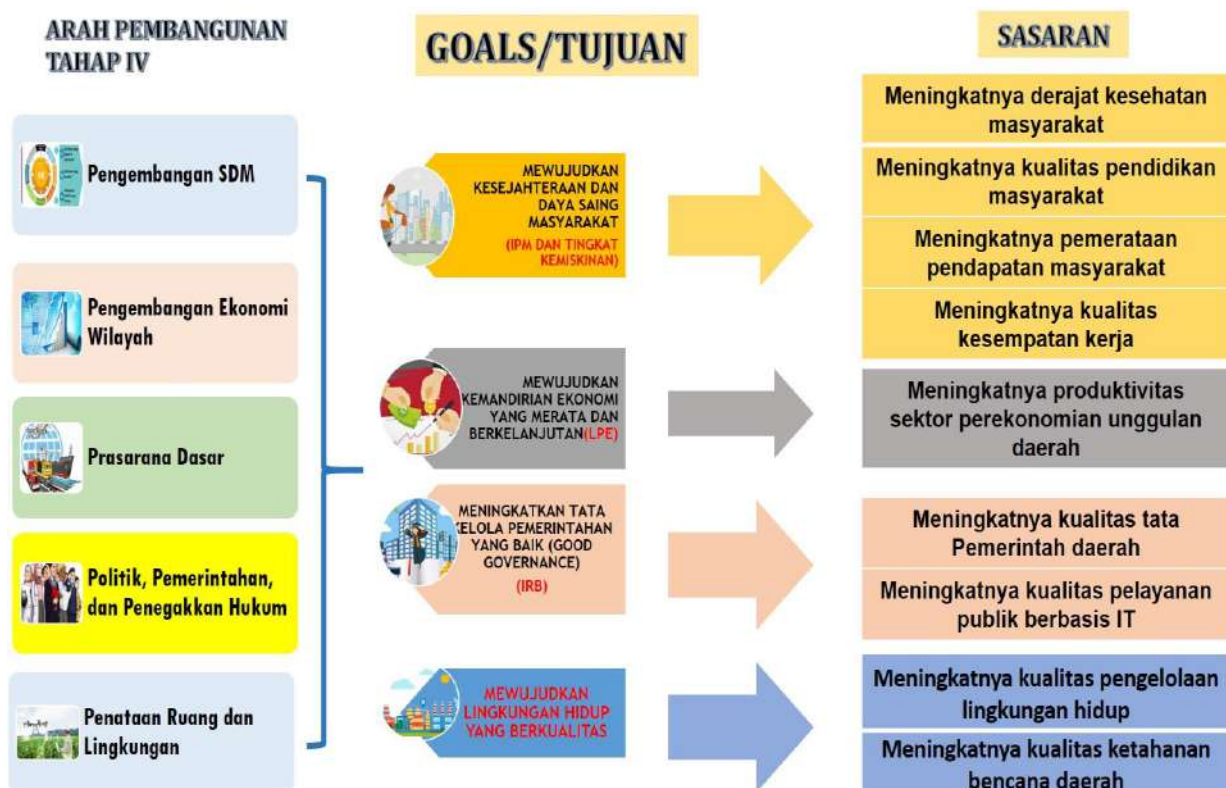 ARAH PEMBANGUNAN
TAHAP IV
Pengembangan SDM
Pengembangan Ekonomi
Wilayah
Prasarana Dasar
Politik, Pemerintahan,
dan Penegakkan Hukum
Penataan Ruang dan
Lingkungan
GOALS/TUJUAN
MEWUJUDKAN
KESEJAHTERAAN DAN
DAYA SAING
MASYARAKAT
(IPM DAN TINGKAT
KEMISKINAN)
MEWUJUDKAN
KEMANDIRIAN EKONOMI
YANG MERATA DAN
BERKELANJUTAN(LPE)
MENINGKATKAN TATA
KELOLA PEMERINTAHAN
YANG BAIK (GOOD
GOVERNANCE)
(IRB)
MEWUJUDKAN
LINGKUNGAN HIDUP
YANG BERKUALITAS
SASARAN
Meningkatnya derajat kesehatan
masyarakat
Meningkatnya kualitas pendidikan
masyarakat
Meningkatnya pemerataan
pendapatan masyarakat
Meningkatnya kualitas
kesempatan kerja
Meningkatnya produktivitas
sektor perekonomian unggulan
daerah
Meningkatnya kualitas tata
Pemerintah daerah
Meningkatnya kualitas pelayanan
publik berbasis IT
Meningkatnya kualitas pengelolaan
lingkungan hidup
Meningkatnya kualitas ketahanan
bencana daerah